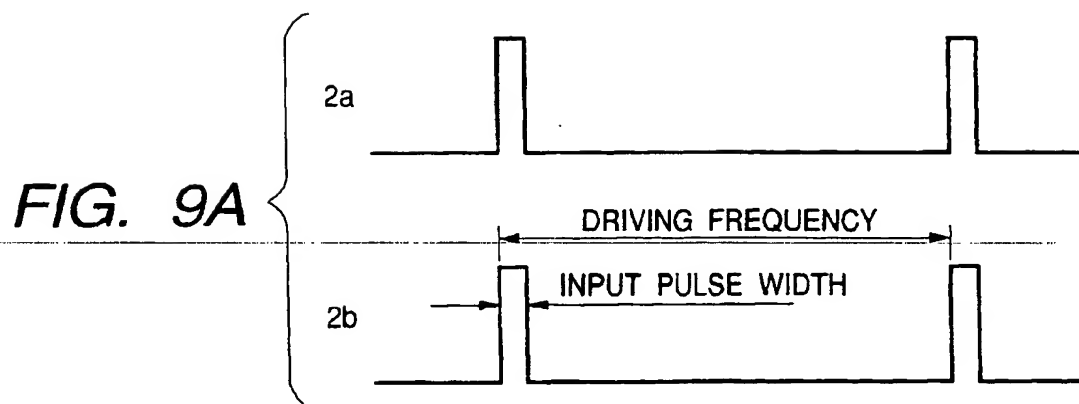 2a
FIG. 9A
DRIVING FREQUENCY
INPUT PULSE WIDTH
2b